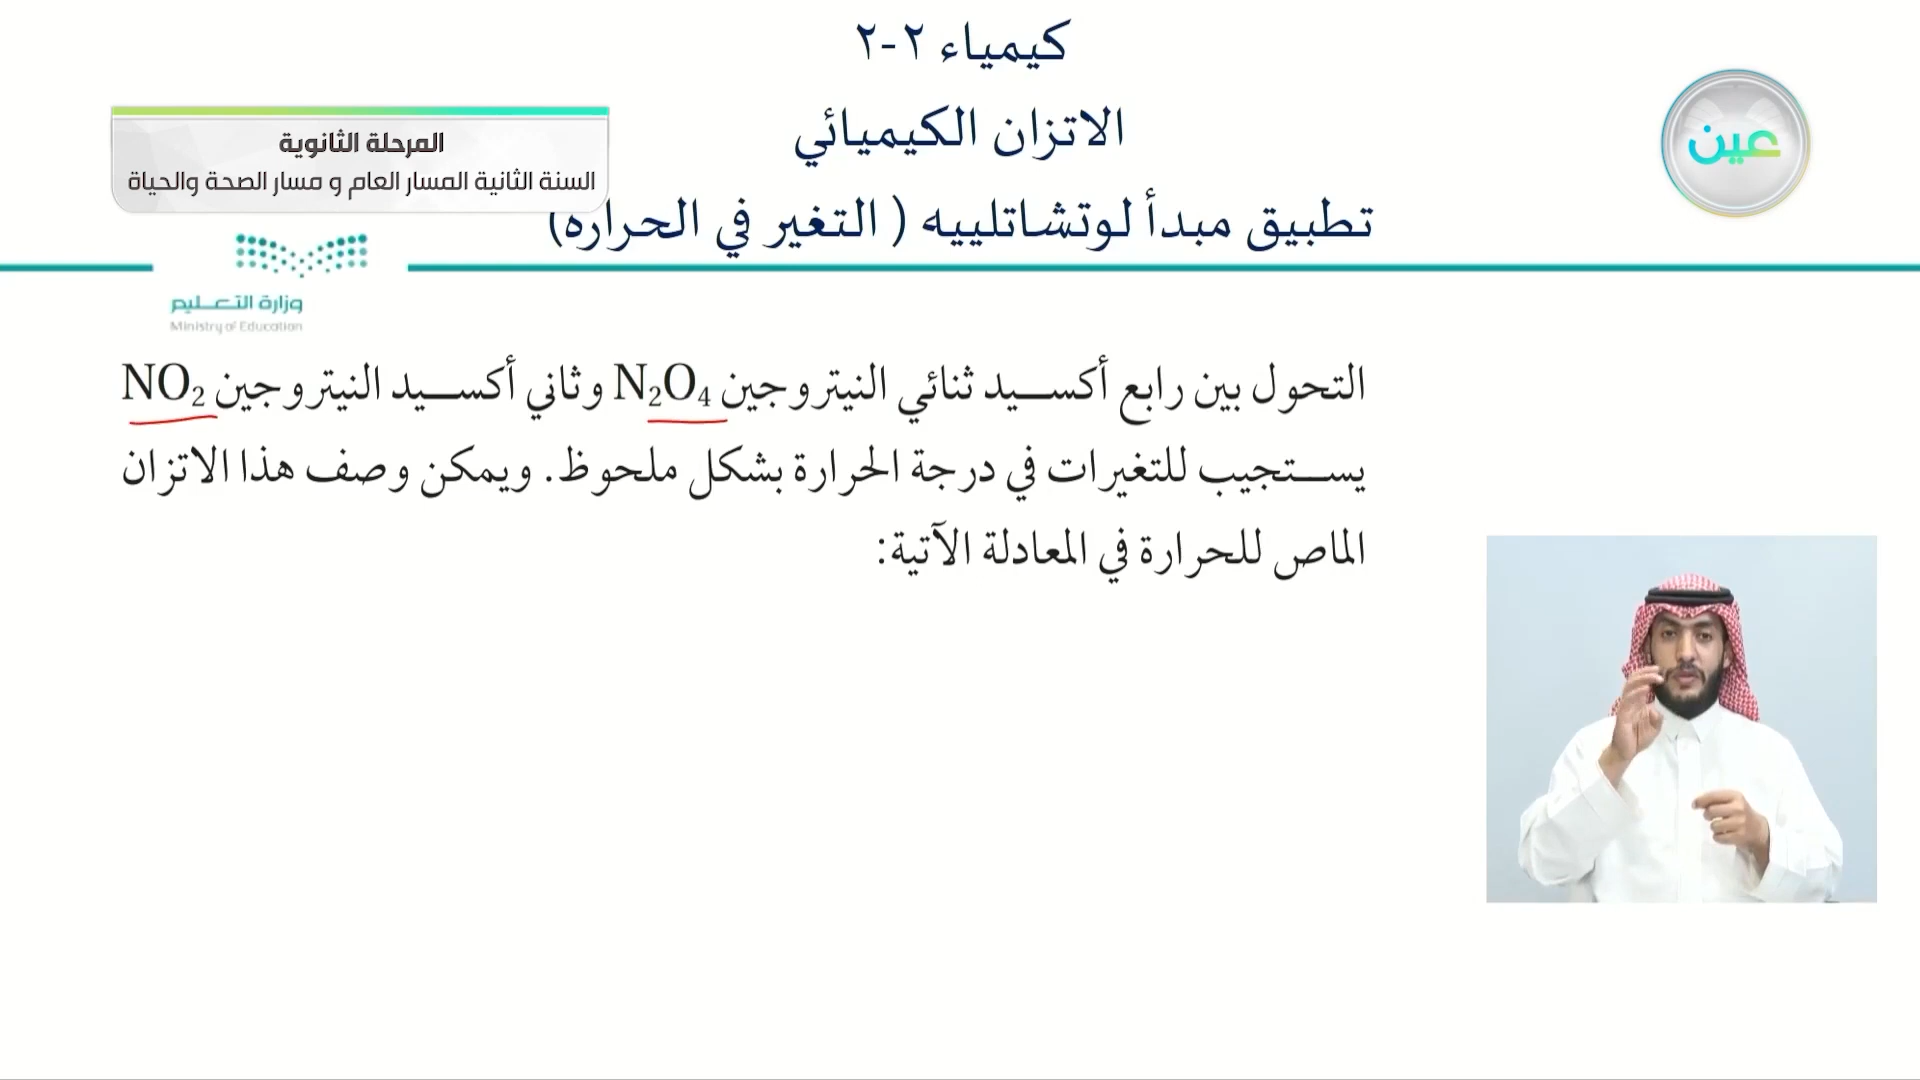 كيمياء ٢-٢
الاتزان الكيميائي
تطبيق مبدأ لوتشاتلييه ( التغير في الحراره)
المرحلة الثانوية
السنة الثانية المسار العام و مسار الصحة والحياة
عين
وزارة التعليم
Ministry of Education
التحول بين رابع أكسيد ثنائي النيتروجين N₂O₄ وثاني أكسيد النيتروجين NO₂
يستجيب للتغيرات في درجة الحرارة بشكل ملحوظ. ويمكن وصف هذا الاتزان
الماص للحرارة في المعادلة الآتية: